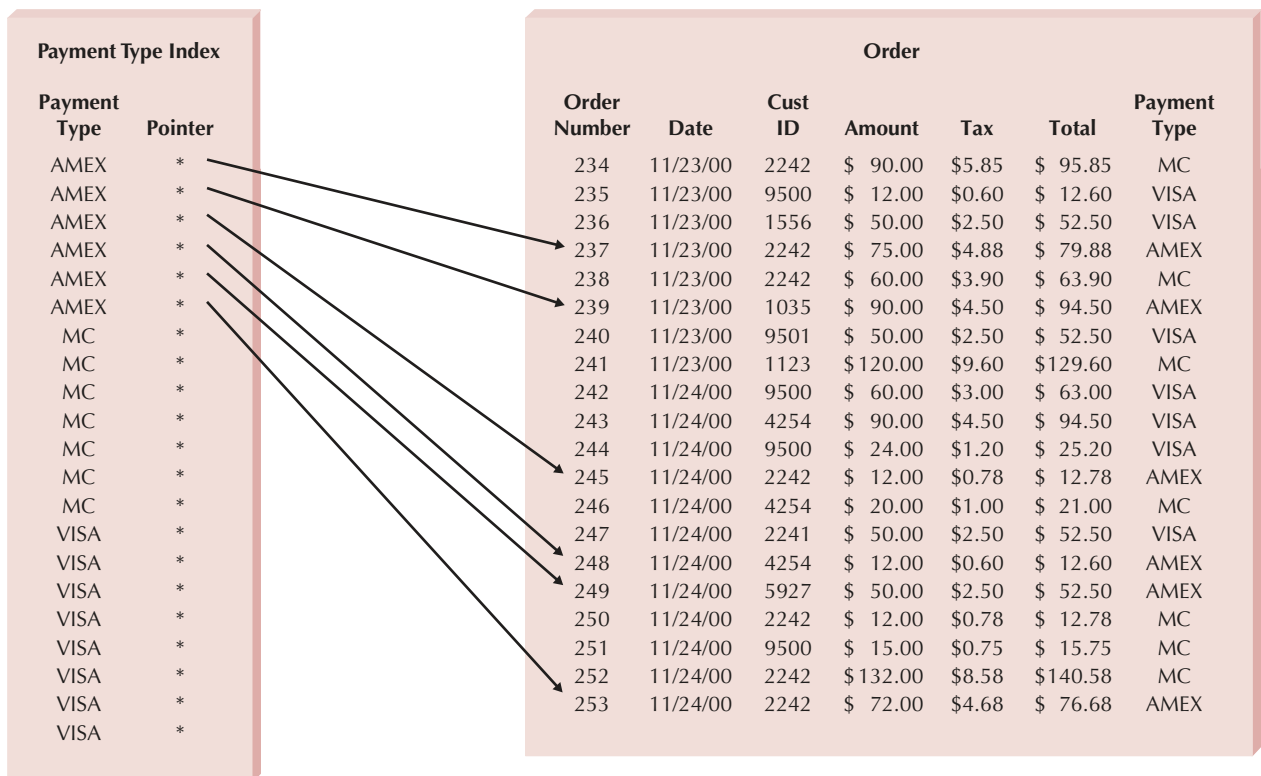 Payment Type Index
Payment
Type Pointer
AMEX *
AMEX *
AMEX *
AMEX *
AMEX *
AMEX *
MC *
MC *
MC *
MC *
MC *
MC *
MC *
VISA *
VISA *
VISA *
VISA *
VISA *
VISA *
VISA *
VISA *
Order
Order Cust Payment
Number Date ID Amount Tax Total Type
234 11/23/00 2242 $ 90.00 $5.85 $ 95.85 MC
235 11/23/00 9500 $ 12.00 $0.60 $ 12.60 VISA
236 11/23/00 1556 $ 50.00 $2.50 $ 52.50 VISA
237 11/23/00 2242 $ 75.00 $4.88 $ 79.88 AMEX
238 11/23/00 2242 $ 60.00 $3.90 $ 63.90 MC
239 11/23/00 1035 $ 90.00 $4.50 $ 94.50 AMEX
240 11/23/00 9501 $ 50.00 $2.50 $ 52.50 VISA
241 11/23/00 1123 $120.00 $9.60 $129.60 MC
242 11/24/00 9500 $ 60.00 $3.00 $ 63.00 VISA
243 11/24/00 4254 $ 90.00 $4.50 $ 94.50 VISA
244 11/24/00 9500 $ 24.00 $1.20 $ 25.20 VISA
245 11/24/00 2242 $ 12.00 $0.78 $ 12.78 AMEX
246 11/24/00 4254 $ 20.00 $1.00 $ 21.00 MC
247 11/24/00 2241 $ 50.00 $2.50 $ 52.50 VISA
248 11/24/00 4254 $ 12.00 $0.60 $ 12.60 AMEX
249 11/24/00 5927 $ 50.00 $2.50 $ 52.50 AMEX
250 11/24/00 2242 $ 12.00 $0.78 $ 12.78 MC
251 11/24/00 9500 $ 15.00 $0.75 $ 15.75 MC
252 11/24/00 2242 $132.00 $8.58 $140.58 MC
253 11/24/00 2242 $ 72.00 $4.68 $ 76.68 AMEX